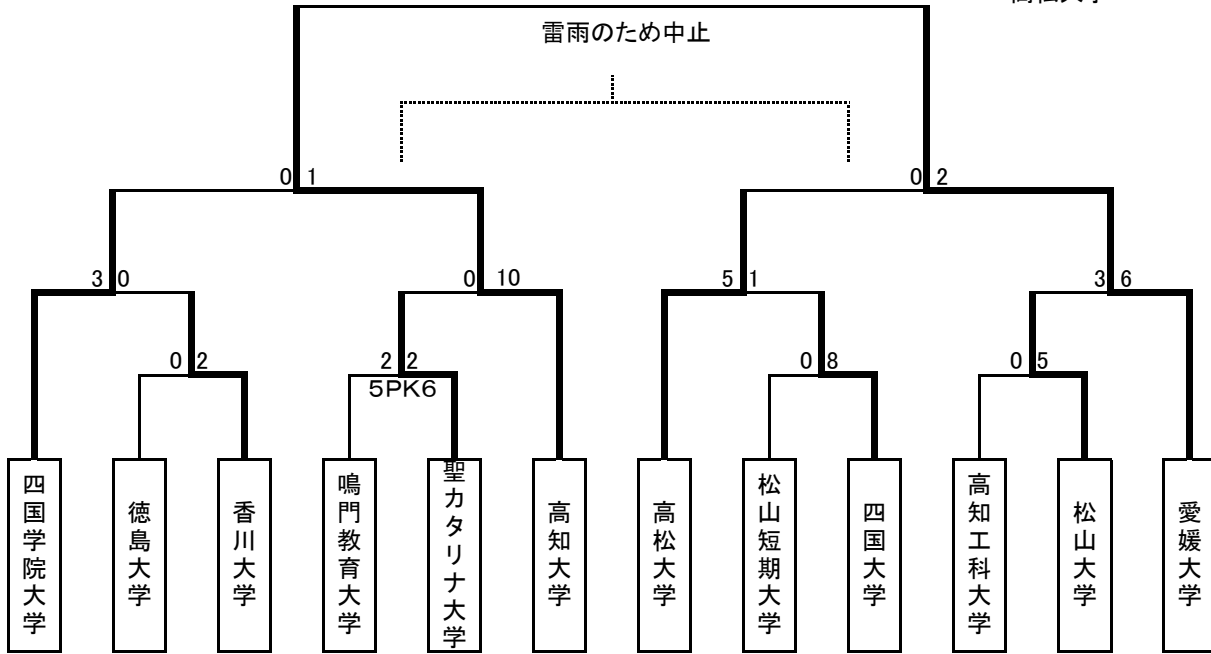 雷雨のため中止
0 1
0 2
3 0
0 10
5 1
3 6
0 2
2 2
5PK6
0 8
0 5
四国学院大学
徳島大学
香川大学
鳴門教育大学
聖カタリナ大学
高知大学
高松大学
松山短期大学
四国大学
高知工科大学
松山大学
愛媛大学